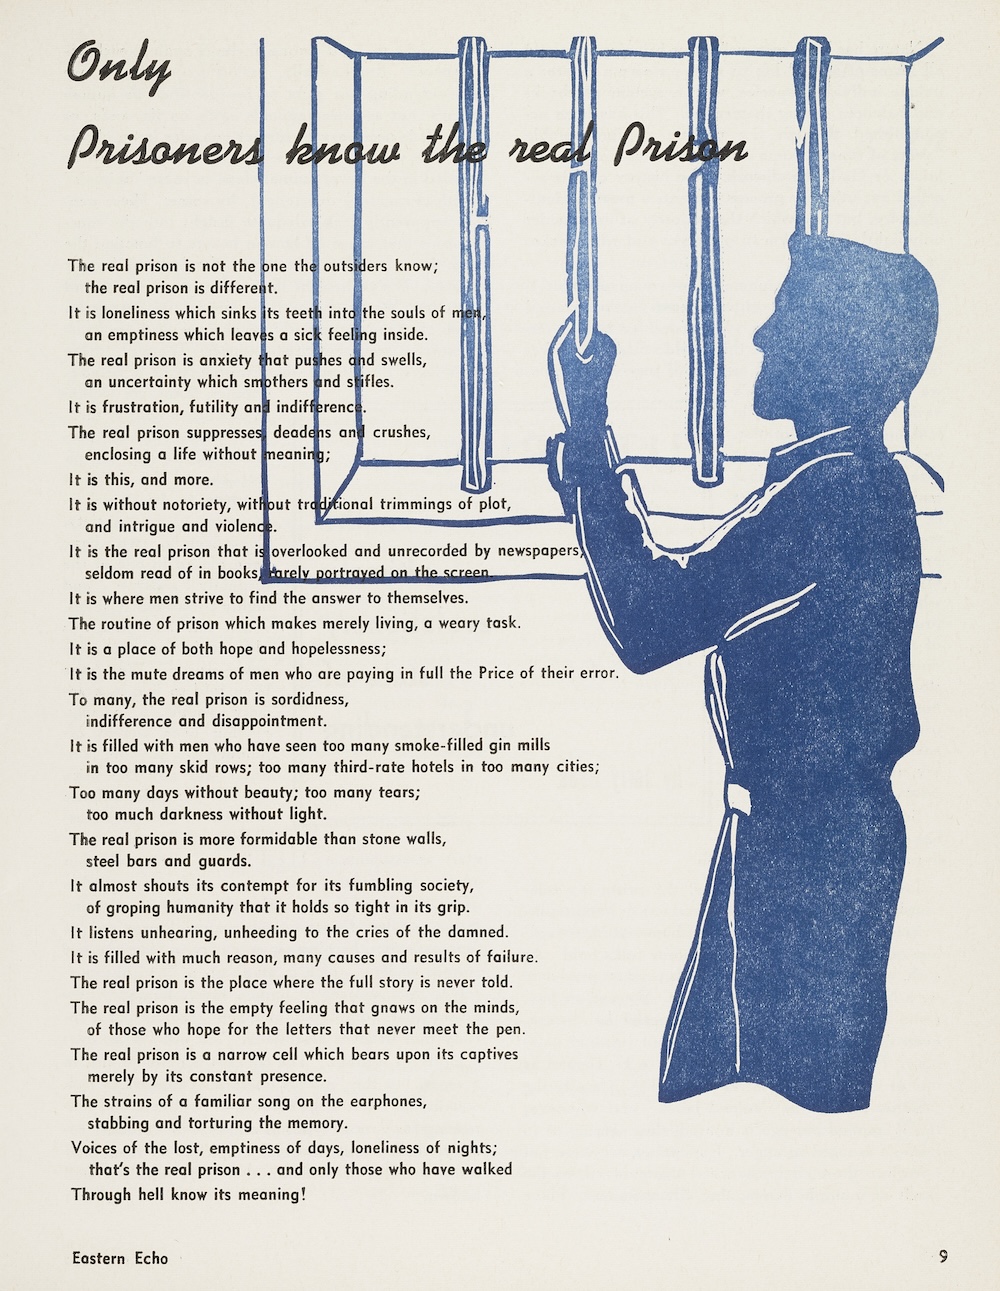 Only
Prisoners know the real Prison
The real prison is not the one the outsiders know;
the real prison is different.
It is loneliness which sinks its teeth into the souls of men,
an emptiness which leaves a sick feeling inside.
The real prison is anxiety that pushes and swells,
an uncertainty which smothers and stifles.
It is frustration, futility and indifference.
The real prison suppresses, deadens and crushes,
enclosing a life without meaning;
It is this, and more.
It is without notoriety, without traditional trimmings of plot,
and intrigue and violence.
It is the real prison that is overlooked and unrecorded by newspapers,
seldom read of in books, rarely portrayed on the screen.
It is where men strive to find the answer to themselves.
The routine of prison which makes merely living, a weary task.
It is a place of both hope and hopelessness;
It is the mute dreams of men who are paying in full the Price of their error.
To many, the real prison is sordidness,
indifference and disappointment.
It is filled with men who have seen too many smoke-filled gin mills
in too many skid rows; too many third-rate hotels in too many cities;
Too many days without beauty; too many tears;
too much darkness without light.
The real prison is more formidable than stone walls,
steel bars and guards.
It almost shouts its contempt for its fumbling society,
of groping humanity that it holds so tight in its grip.
It listens unhearing, unheeding to the cries of the damned.
It is filled with much reason, many causes and results of failure.
The real prison is the place where the full story is never told.
The real prison is the empty feeling that gnaws on the minds,
of those who hope for the letters that never meet the pen.
The real prison is a narrow cell which bears upon its captives
merely by its constant presence.
The strains of a familiar song on the earphones,
stabbing and torturing the memory.
Voices of the lost, emptiness of days, loneliness of nights;
that's the real prison . . . and only those who have walked
Through hell know its meaning!
Eastern Echo
9